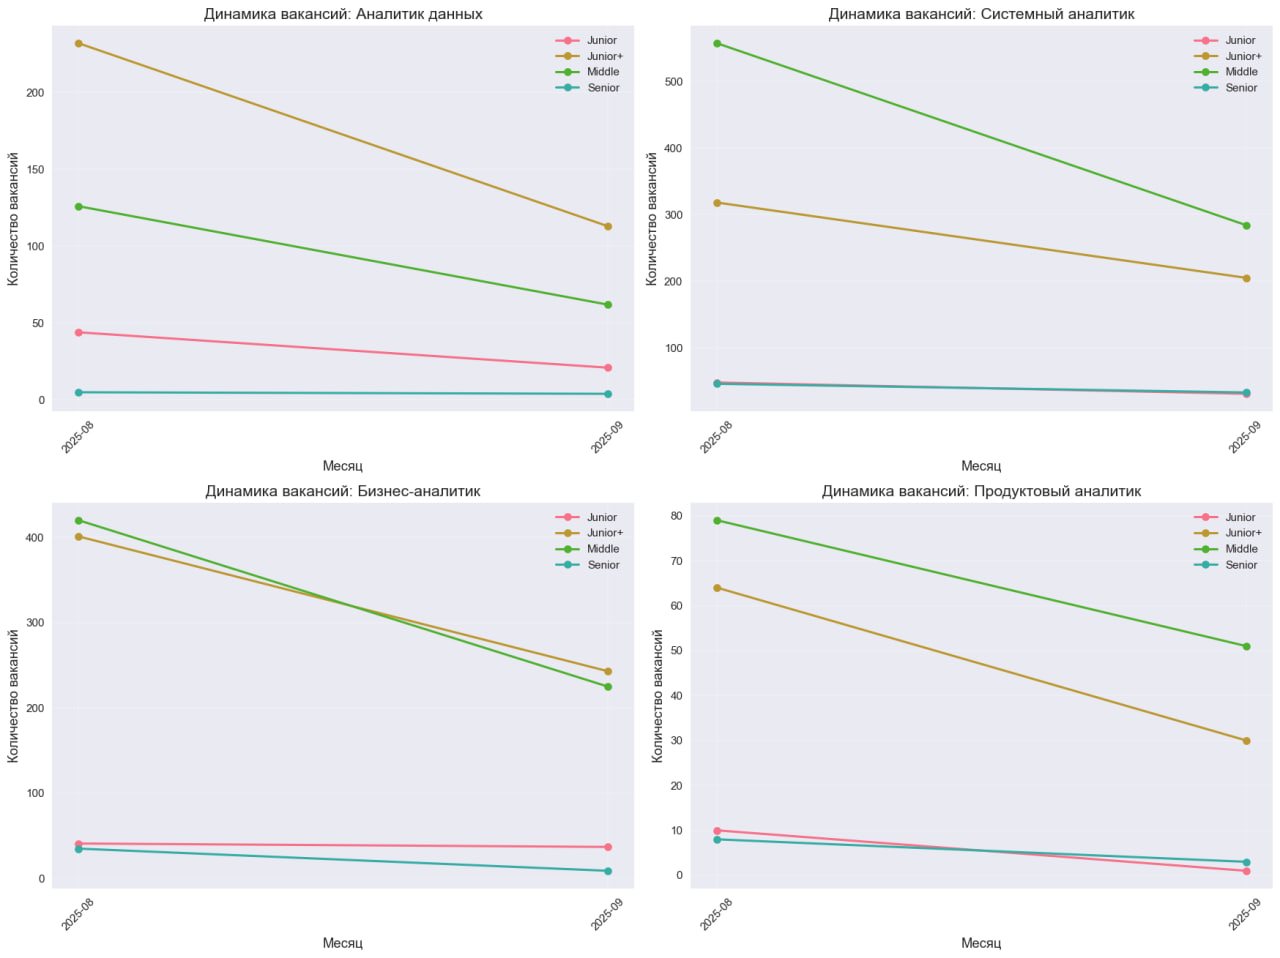 Динамика вакансий: Аналитик данных
Количество вакансий
200
150
100
50
0
Junior
Junior+
Middle
Senior
2025-08
2025-09
Месяц
Динамика вакансий: Системный аналитик
Количество вакансий
500
400
300
200
100
Junior
Junior+
Middle
Senior
2025-08
2025-09
Месяц
Динамика вакансий: Бизнес-аналитик
Количество вакансий
400
300
200
100
0
Junior
Junior+
Middle
Senior
2025-08
2025-09
Месяц
Динамика вакансий: Продуктовый аналитик
Количество вакансий
80
70
60
50
40
30
20
10
0
Junior
Junior+
Middle
Senior
2025-08
2025-09
Месяц